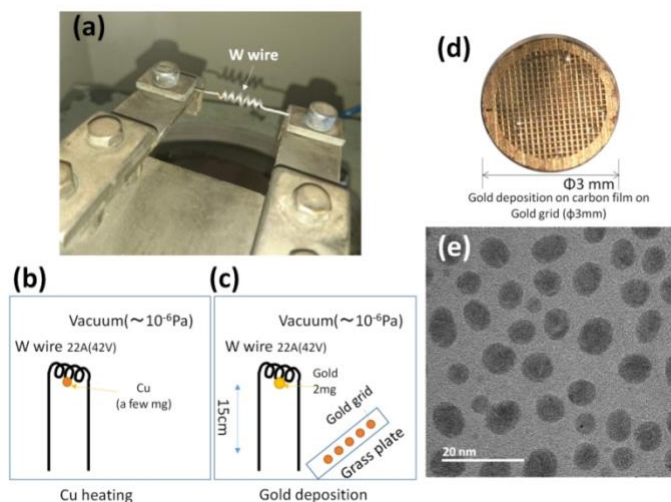 (a)
W wire
(b)
Vacuum(~10⁻⁶Pa)
W wire 22A(42V)
Cu
(a few mg)
Cu heating
(c)
Vacuum(~10⁻⁶Pa)
W wire 22A(42V)
Gold
2mg
15cm
Gold grid
Grass plate
Gold deposition
(d)
Φ3 mm
Gold deposition on carbon film on
Gold grid (φ3mm)
(e)
20 nm